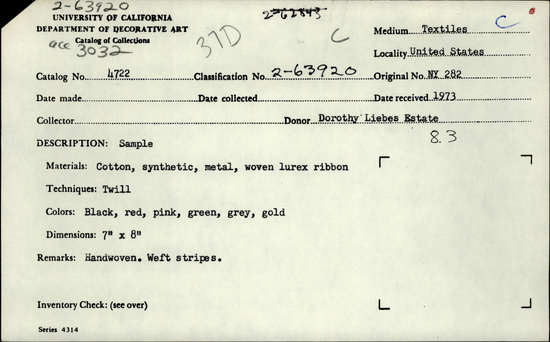 2-63920
2-62843
UNIVERSITY OF CALIFORNIA
DEPARTMENT OF DECORATIVE ART
Catalog of Collections
acc 3032
37D
C
C
Medium Textiles
Locality United States
Catalog No. 4722 Classification No. 2-63920 Original No. NY 282
Date made Date collected Date received 1973
Collector Donor Dorothy Liebes Estate
83
DESCRIPTION: Sample
Materials: Cotton, synthetic, metal, woven lurex ribbon
Techniques: Twill
Colors: Black, red, pink, green, grey, gold
Dimensions: 7" x 8"
Remarks: Handwoven. Weft stripes.
Inventory Check: (see over)
Series 4314